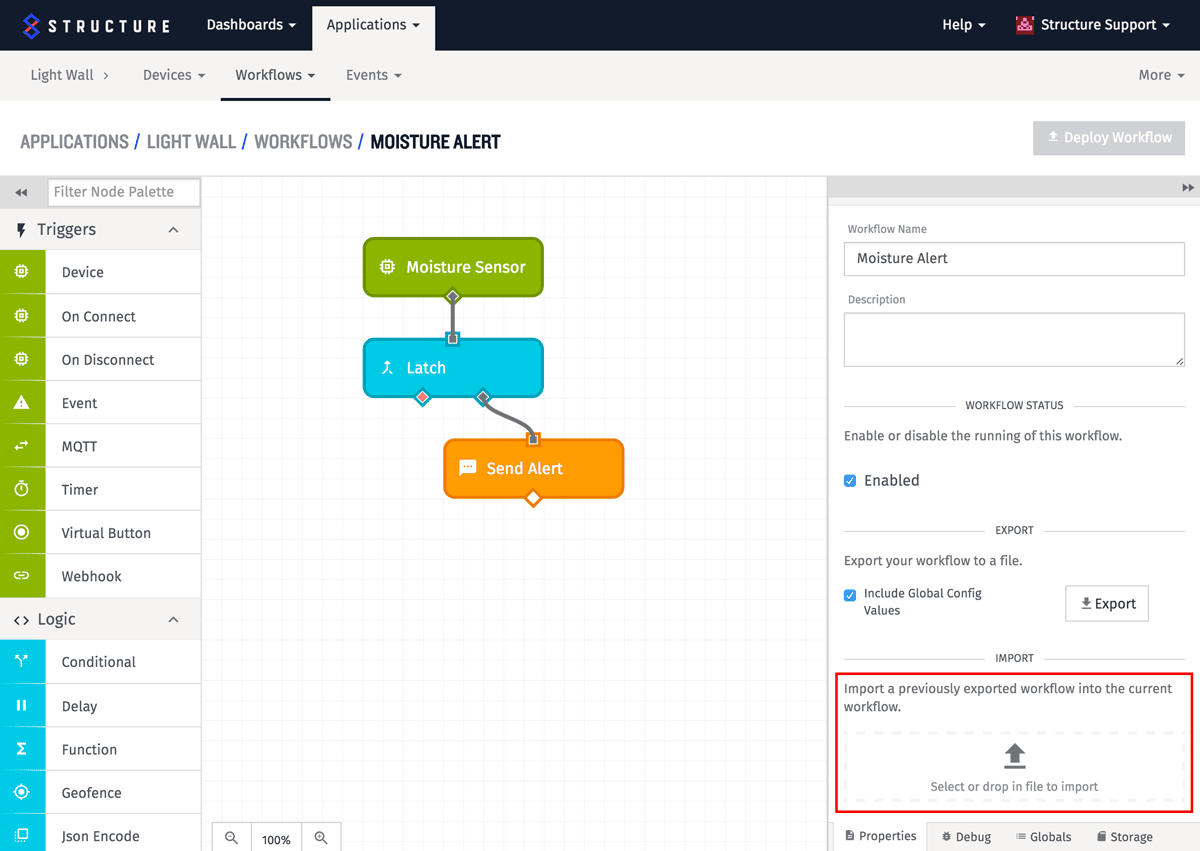 STRUCTURE
Dashboards
Applications
Help
Structure Support
Light Wall
Devices
Workflows
Events
More
APPLICATIONS / LIGHT WALL / WORKFLOWS / MOISTURE ALERT
Deploy Workflow
Filter Node Palette
Triggers
Device
On Connect
On Disconnect
Event
MQTT
Timer
Virtual Button
Webhook
Logic
Conditional
Delay
Function
Geofence
Json Encode
Moisture Sensor
Latch
Send Alert
100%
Workflow Name
Moisture Alert
Description
WORKFLOW STATUS
Enable or disable the running of this workflow.
Enabled
EXPORT
Export your workflow to a file.
Include Global Config
Values
Export
IMPORT
Import a previously exported workflow into the current
workflow.
Select or drop in file to import
Properties
Debug
Globals
Storage